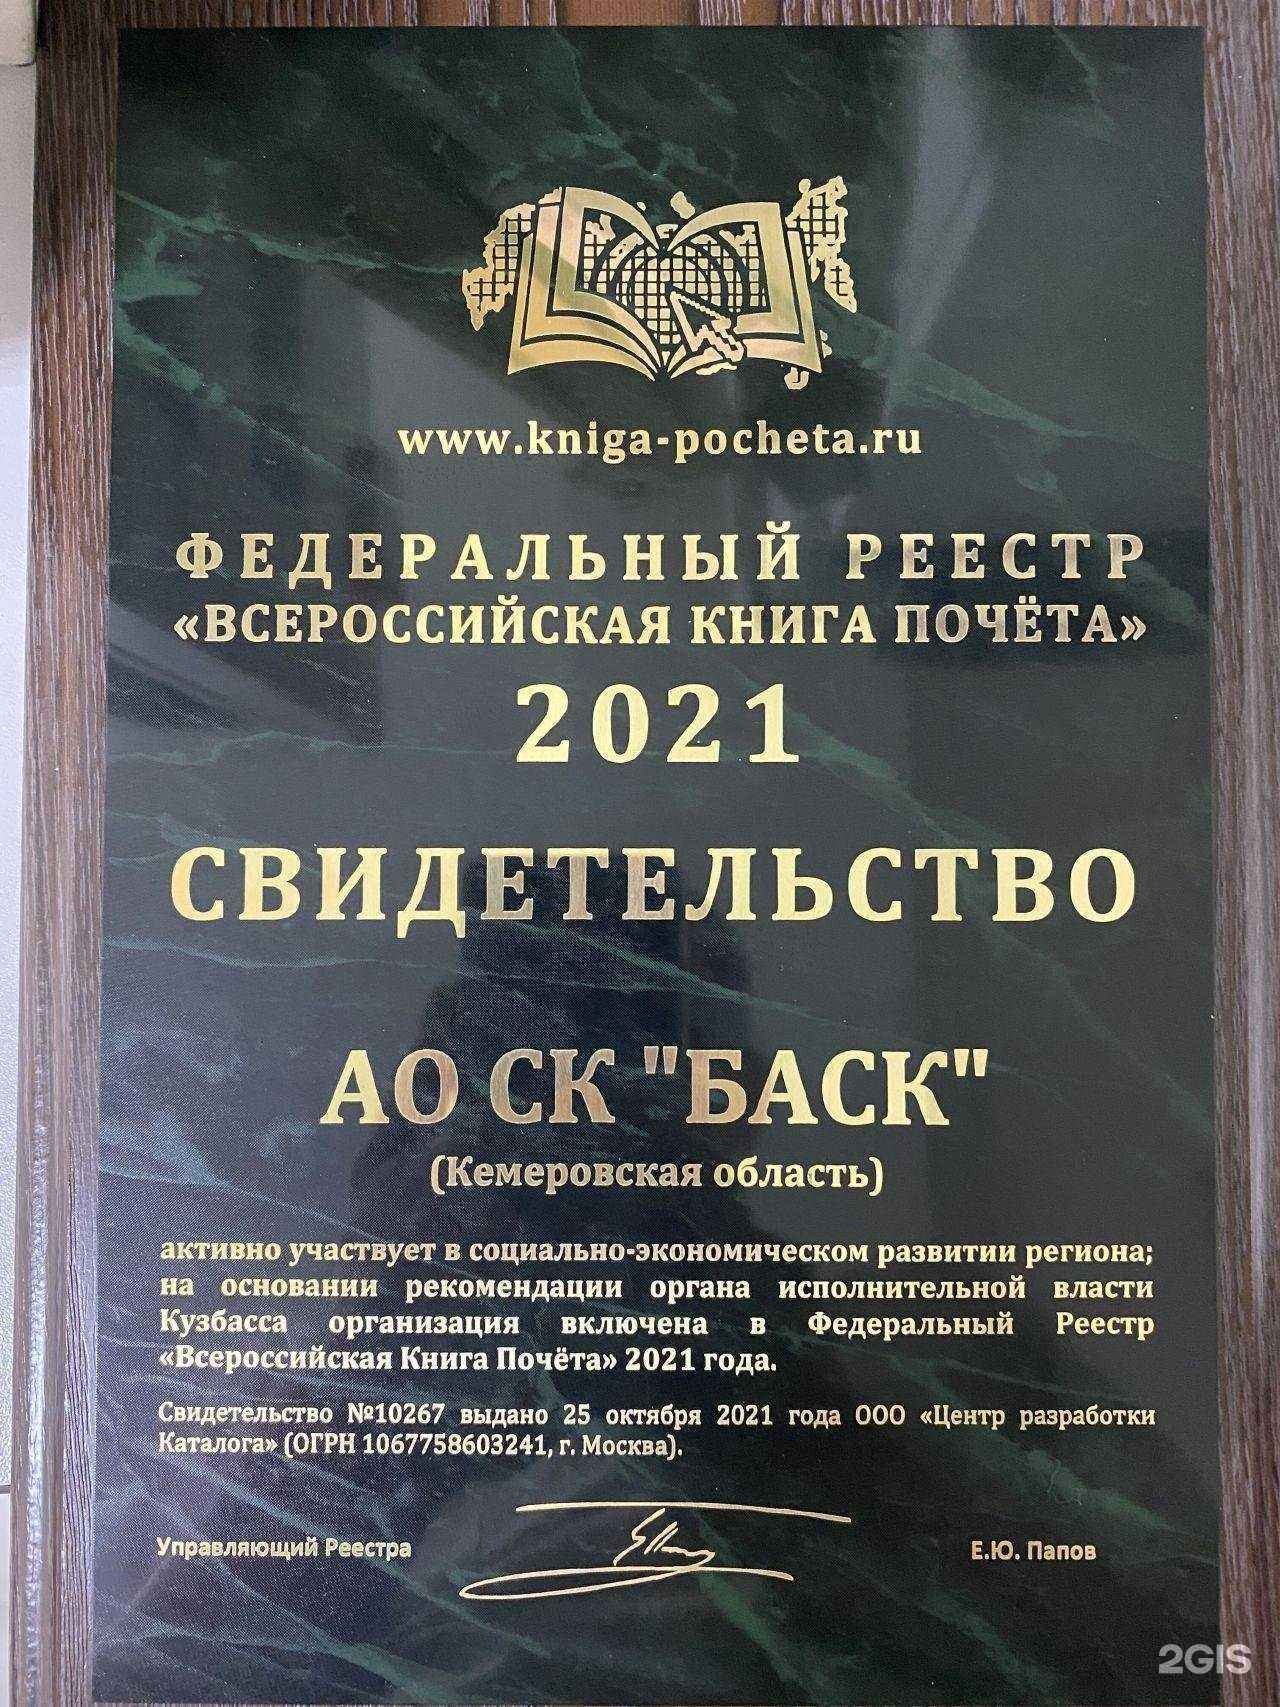 www.kniga-pocheta.ru
ФЕДЕРАЛЬНЫЙ РЕЕСТР
«ВСЕРОССИЙСКАЯ КНИГА ПОЧЁТА»
2021
СВИДЕТЕЛЬСТВО
АО СК "БАСК"
(Кемеровская область)
активно участвует в социально-экономическом развитии региона;
на основании рекомендации органа исполнительной власти
Кузбасса организация включена в Федеральный Реестр
«Всероссийская Книга Почёта» 2021 года.
Свидетельство №10267 выдано 25 октября 2021 года ООО «Центр разработки
Каталога» (ОГРН 1067758603241, г. Москва).
Управляющий Реестра Е.Ю. Папов
2GIS